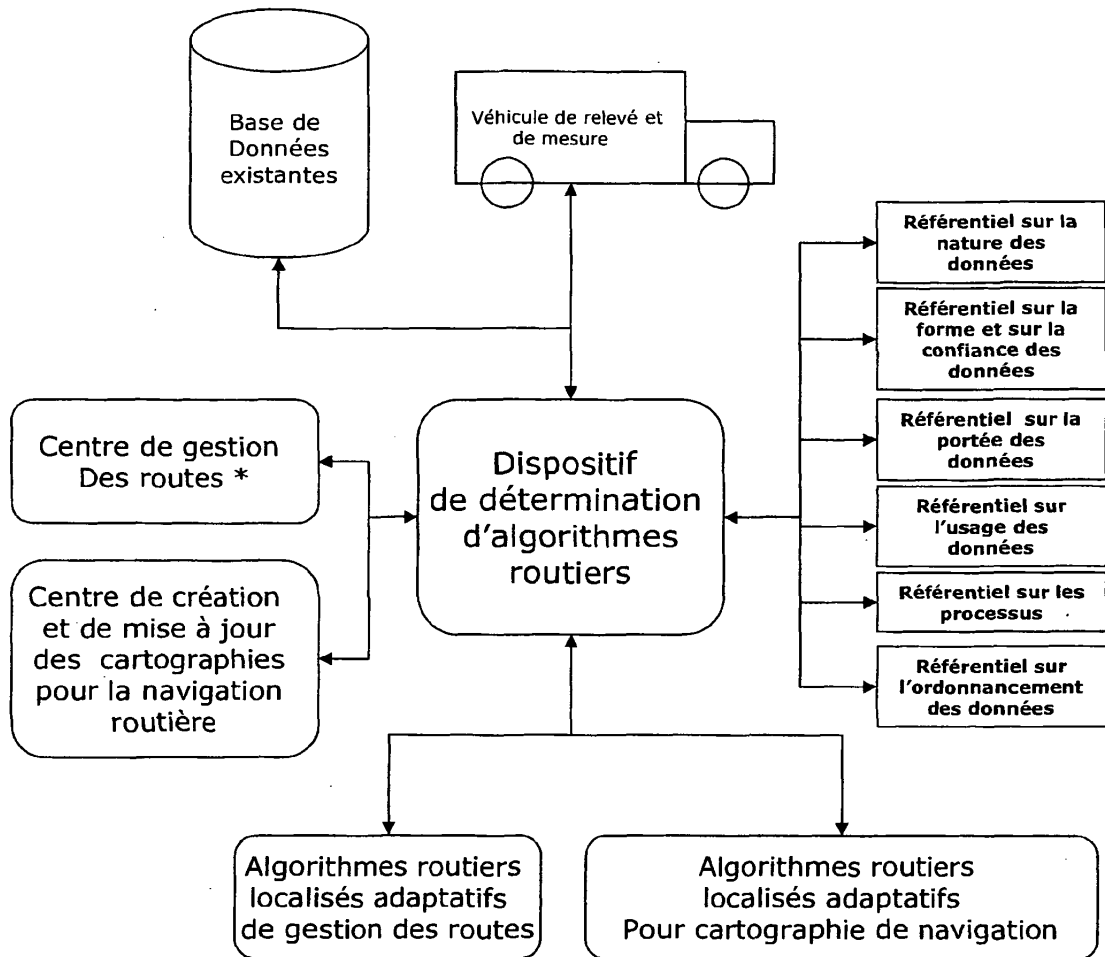 Base de
Données
existantes
Véhicule de relevé et
de mesure
Référentiel sur la
nature des
données
Référentiel sur la
forme et sur la
confiance des
données
Référentiel sur la
portée des
données
Référentiel sur
l'usage des
données
Référentiel sur les
processus
Référentiel sur
l'ordonnancement
des données
Centre de gestion
Des routes *
Dispositif
de détermination
d'algorithmes
routiers
Centre de création
et de mise à jour
des cartographies
pour la navigation
routière
Algorithmes routiers
localisés adaptatifs
de gestion des routes
Algorithmes routiers
localisés adaptatifs
Pour cartographie de navigation